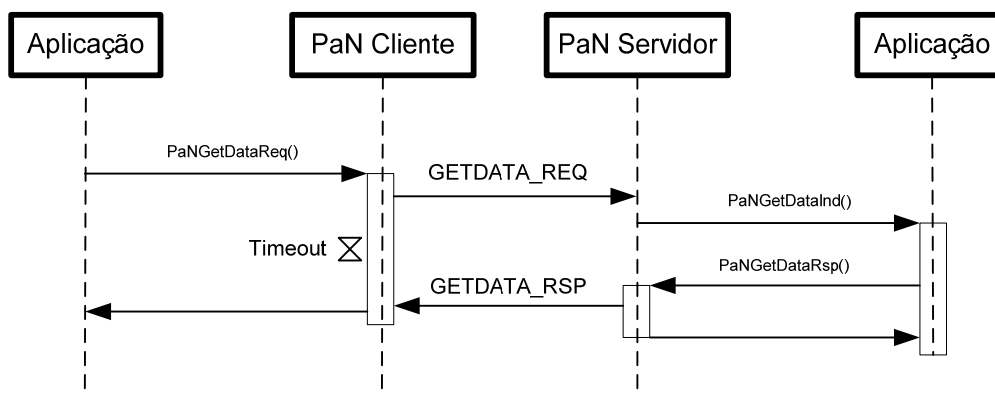 Aplicação
PaN Cliente
PaN Servidor
Aplicação
PaNGetDataReq()
GETDATA_REQ
PaNGetDataInd()
Timeout
PaNGetDataRsp()
GETDATA_RSP